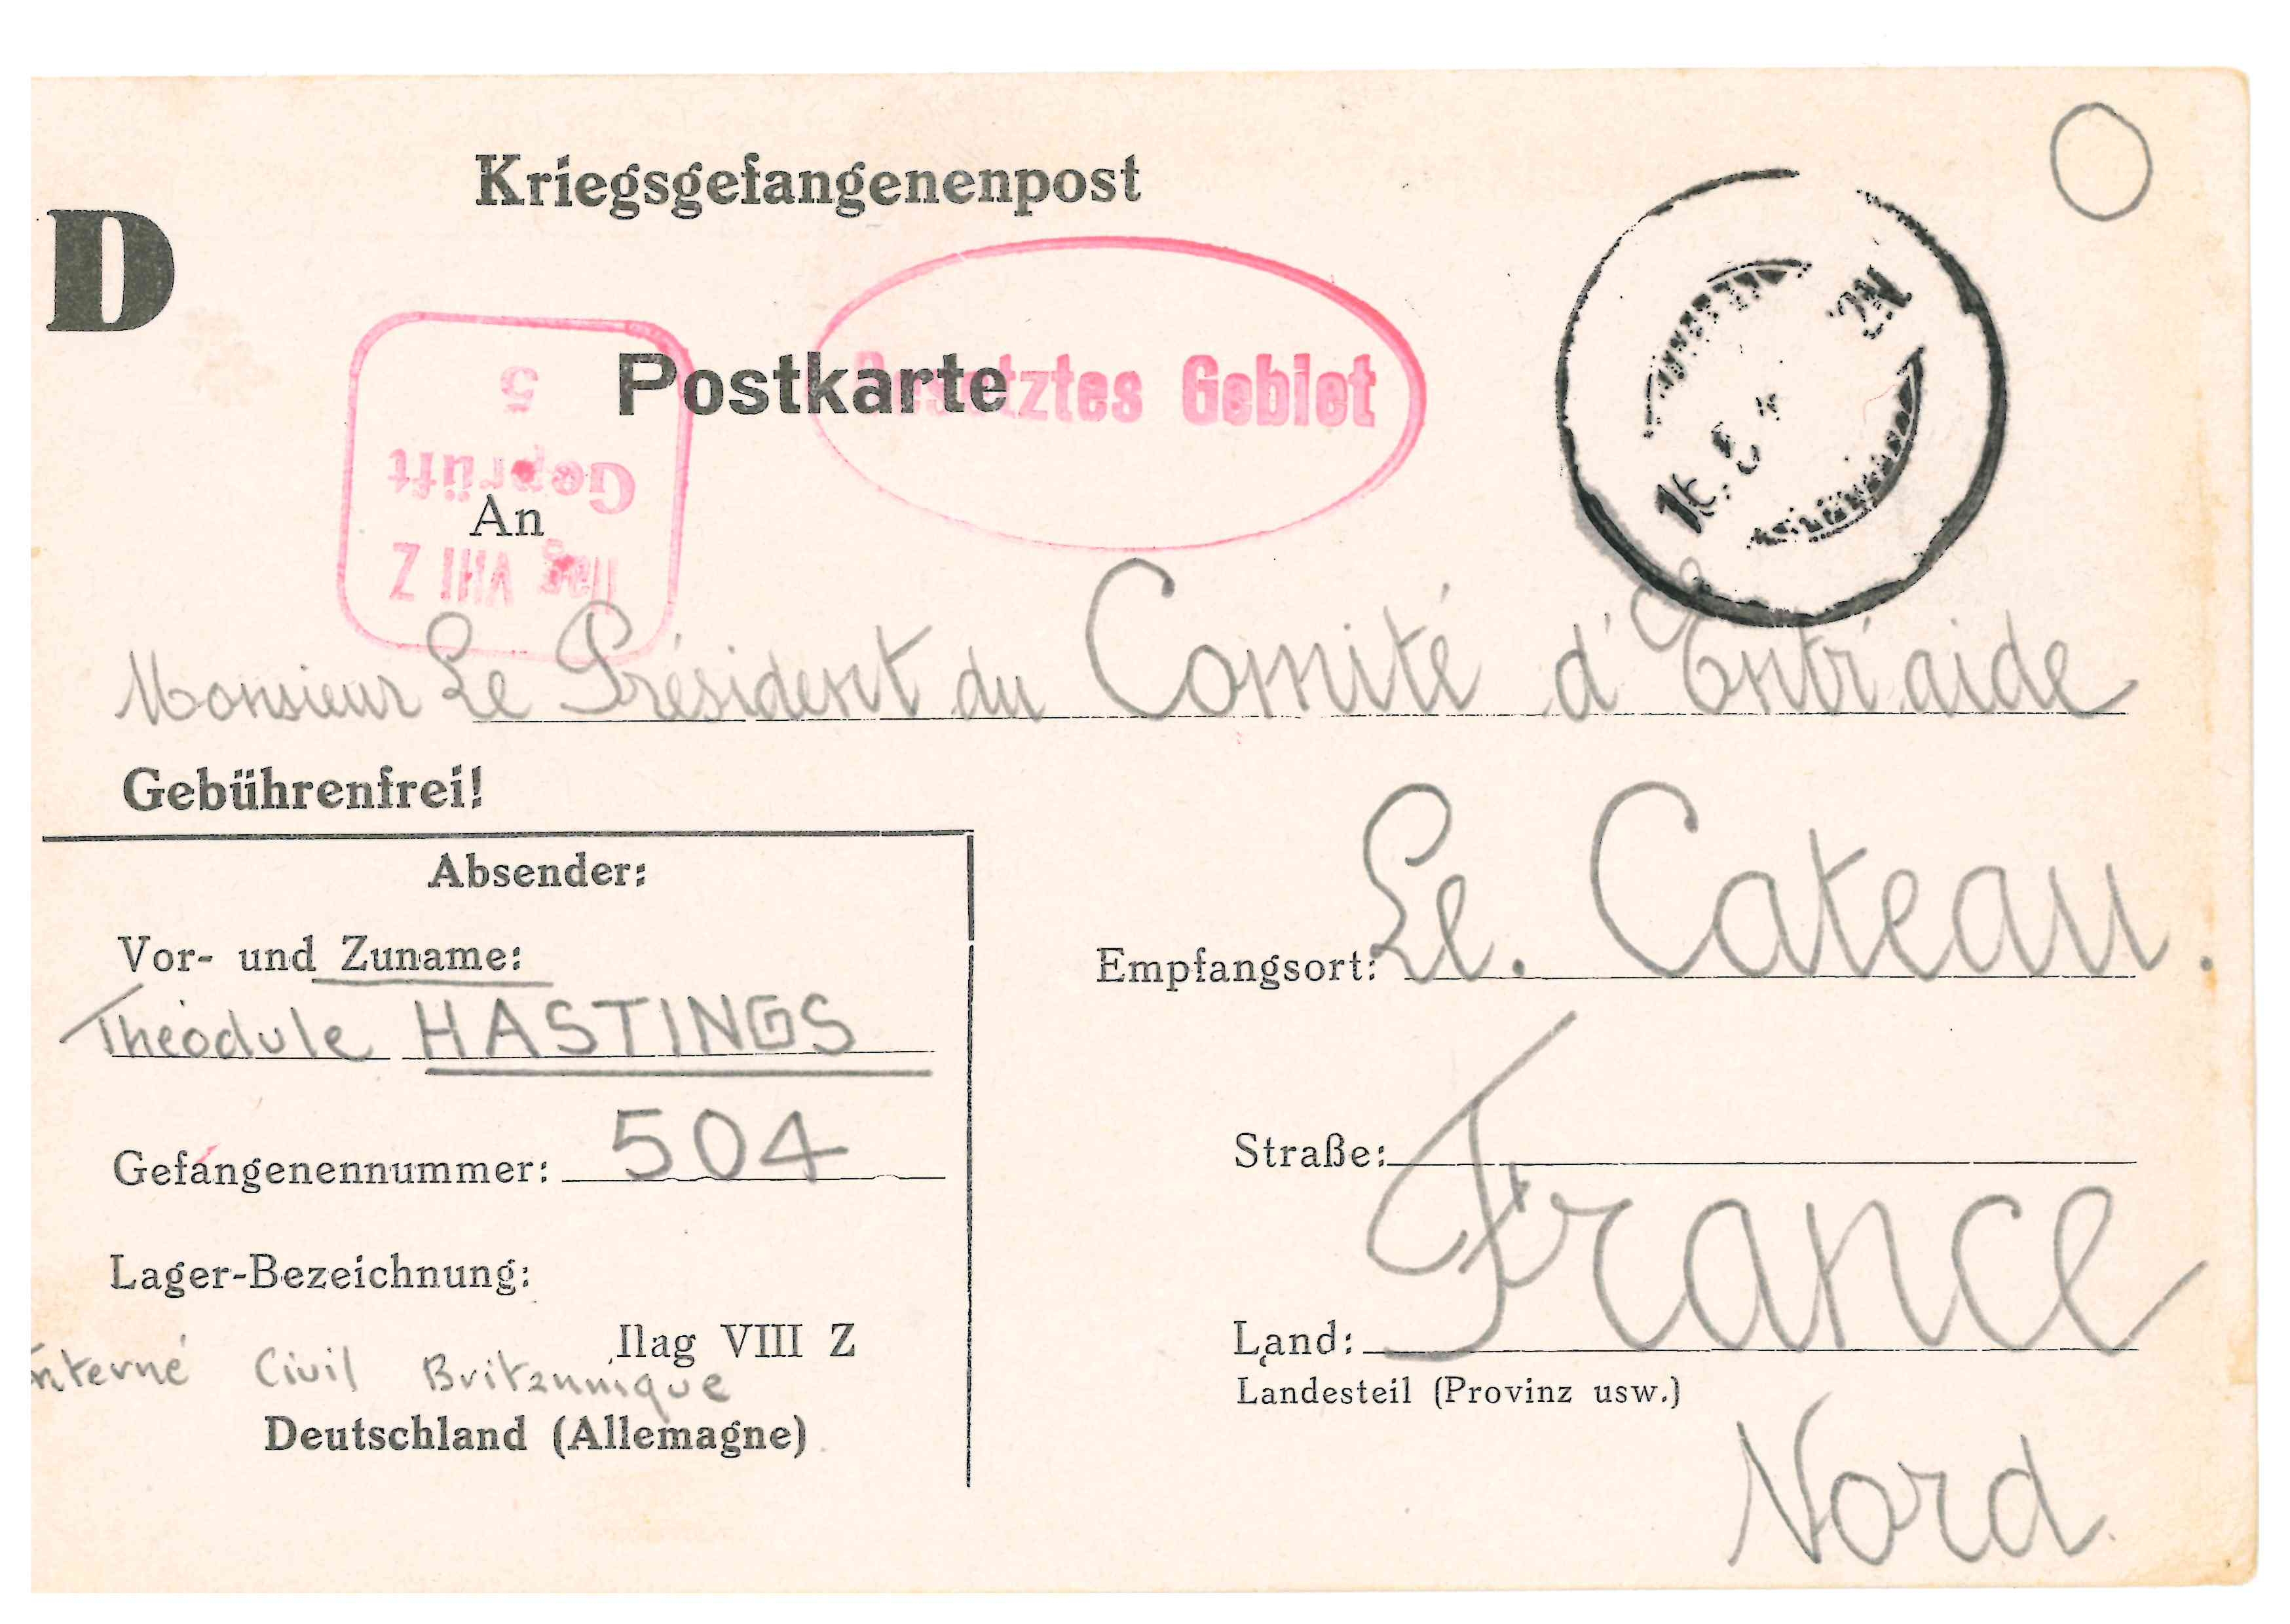 Kriegsgefangenenpost
D
Postkarte
Besetztes Gebiet
5
Geprüft
Ilag VIII Z
16.5
An
Monsieur Le Président du Comité d'Entr'aide
Gebührenfrei!
Absender:
Vor- und Zuname:
Théodule HASTINGS
Gefangenennummer: 504
Lager-Bezeichnung:
Ilag VIII Z
Interné Civil Britannique
Deutschland (Allemagne)
Empfangsort: Le. Cateau.
Straße:
Land: France
Landesteil (Provinz usw.)
Nord